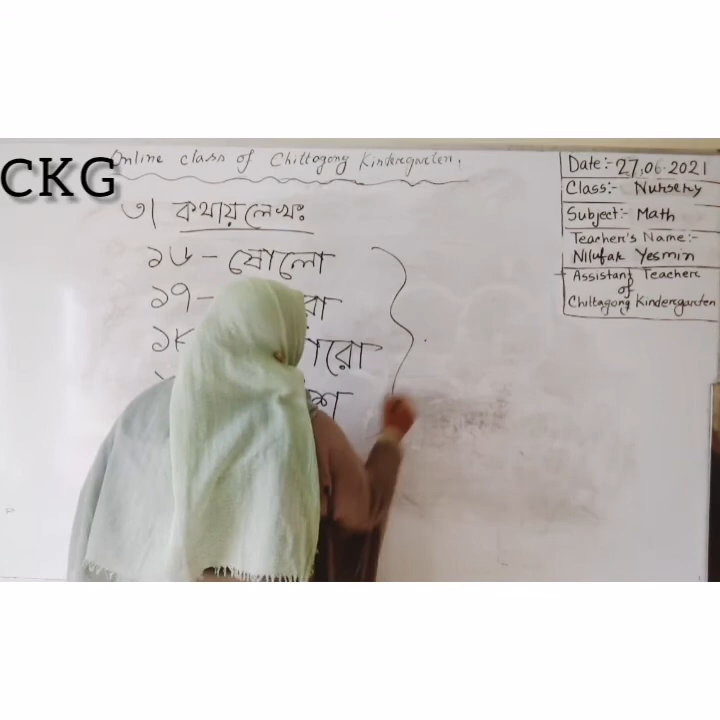 CKG
Online class of Chittagong Kindergarten.
৩। কথায় লেখঃ
১৬ - ষোলো
১৭ -
১৮
রো
Date:- 27.06.2021
Class:- Nursery
Subject:- Math
Teacher's Name:-
Nilufar Yesmin
Assistant Teacher
of
Chittagong Kindergarten